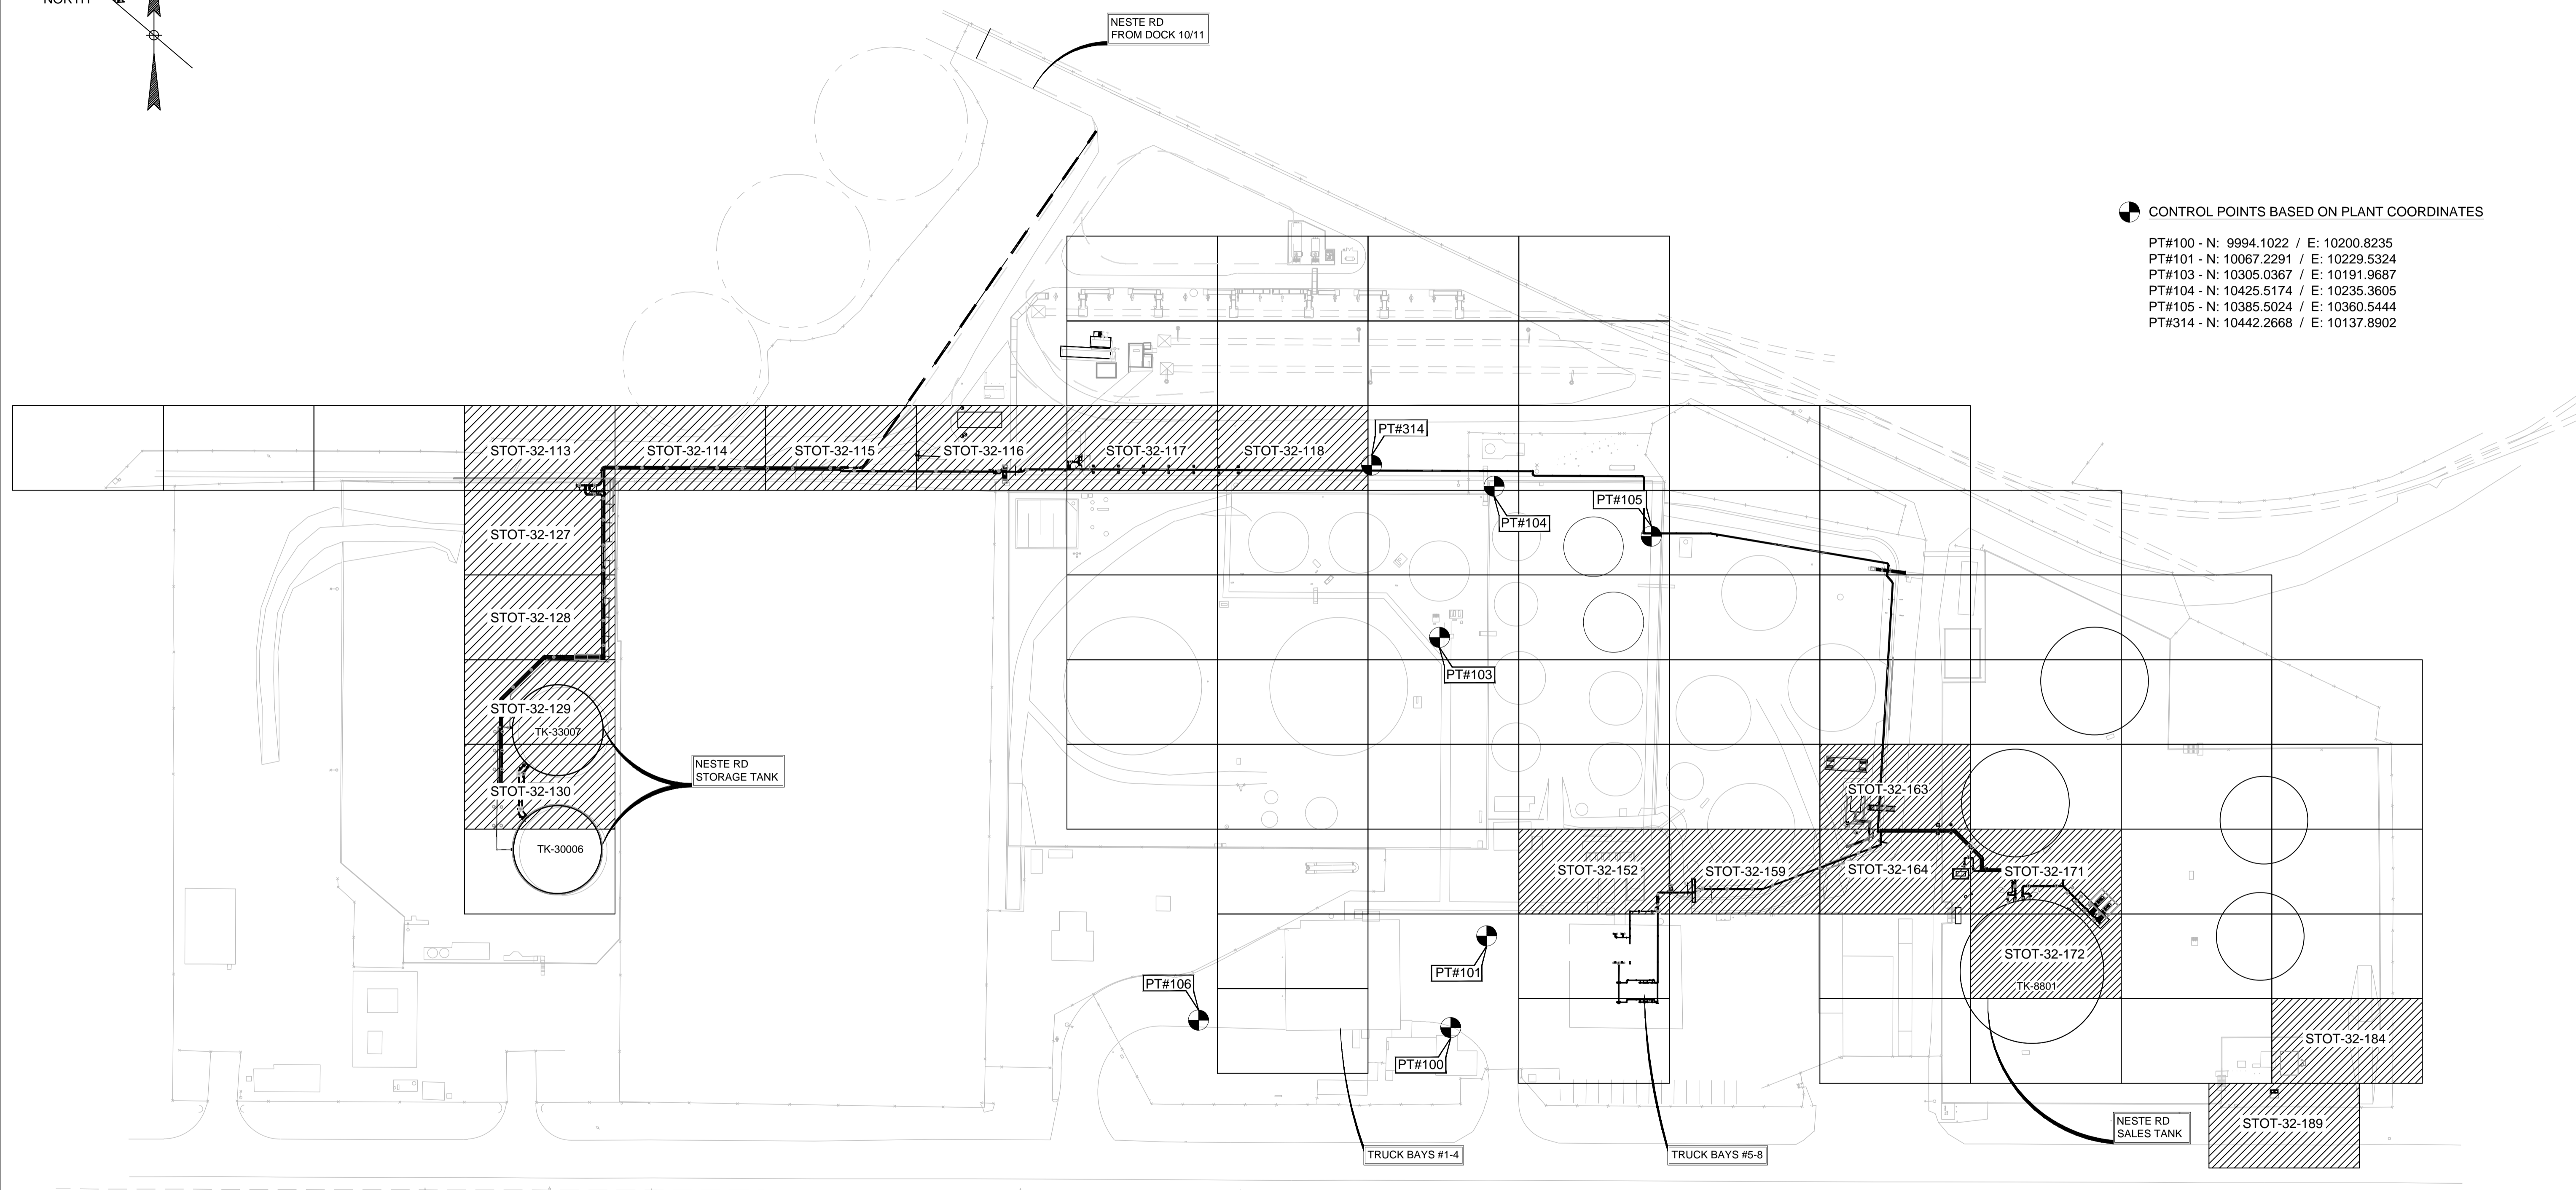 NORTH
NESTE RD
FROM DOCK 10/11
CONTROL POINTS BASED ON PLANT COORDINATES
PT#100 - N: 9994.1022 / E: 10200.8235
PT#101 - N: 10067.2291 / E: 10229.5324
PT#103 - N: 10305.0367 / E: 10191.9687
PT#104 - N: 10425.5174 / E: 10235.3605
PT#105 - N: 10385.5024 / E: 10360.5444
PT#314 - N: 10442.2668 / E: 10137.8902
PT#314
STOT-32-113
STOT-32-114
STOT-32-115
STOT-32-116
STOT-32-117
STOT-32-118
PT#105
PT#104
STOT-32-127
STOT-32-128
PT#103
STOT-32-129
TK-33007
NESTE RD
STORAGE TANK
STOT-32-130
STOT-32-163
TK-30006
STOT-32-152
STOT-32-159
STOT-32-164
STOT-32-171
STOT-32-172
PT#101
PT#106
TK-8801
STOT-32-184
PT#100
NESTE RD
SALES TANK
STOT-32-189
TRUCK BAYS #1-4
TRUCK BAYS #5-8